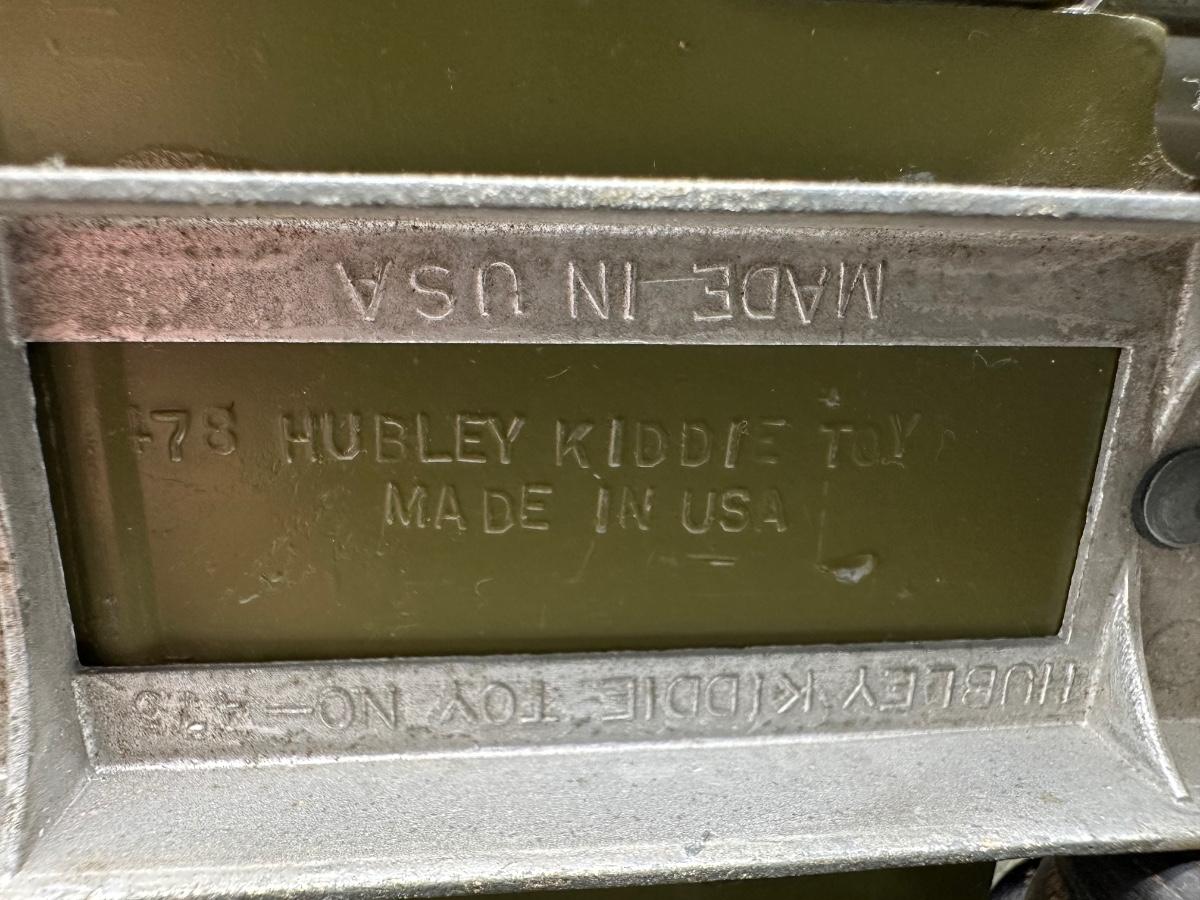 MADE IN USA
478 HUBLEY KIDDIE TOY
MADE IN USA
HUBLEY KIDDIE TOY NO-